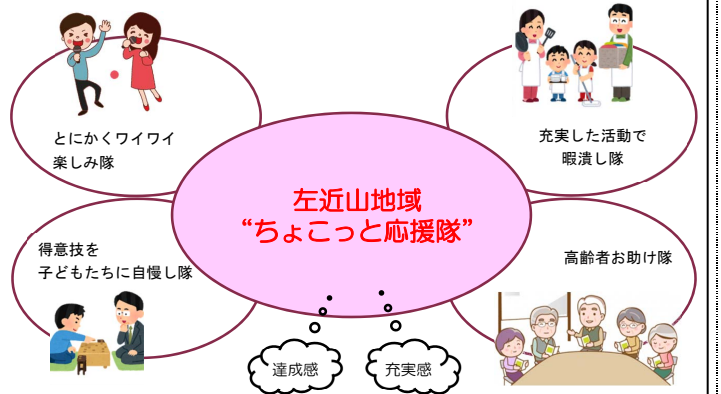 とにかくワイワイ
楽しみ隊
充実した活動で
暇潰し隊
左近山地域
“ちょこっと応援隊”
得意技を
子どもたちに自慢し隊
高齢者お助け隊
達成感
充実感